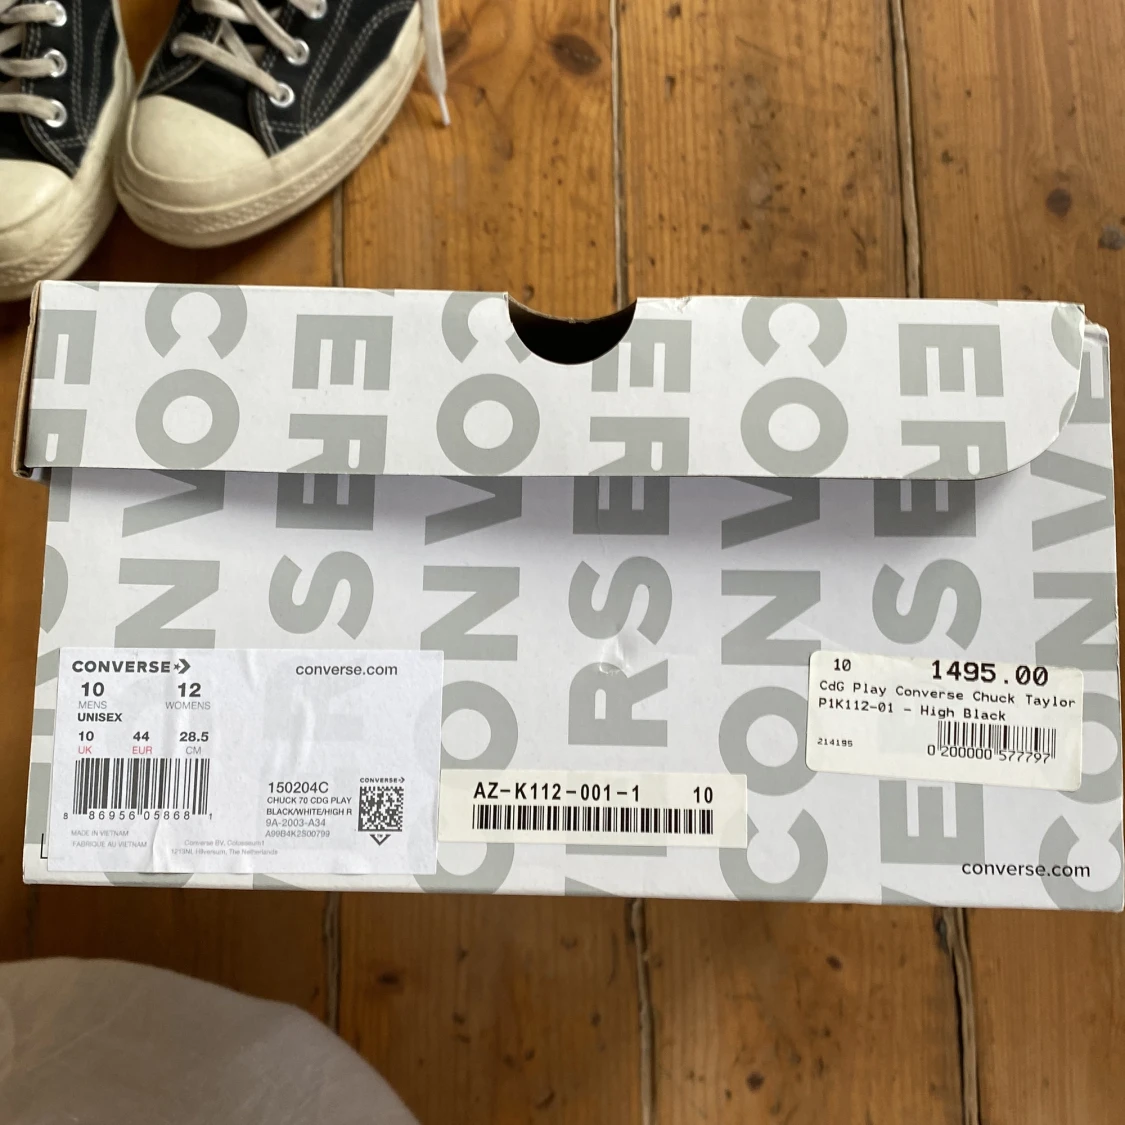 CONVERSE
CONVERSE
CONVERSE
CONVERSE
converse.com
10 12
MENS WOMENS
UNISEX
10 44 28.5
UK EUR CM
8 86956 05868 1
MADE IN VIETNAM
FABRIQUE AU VIETNAM
Converse BV, Colosseum1
1213NL Hilversum, The Netherlands
150204C
CHUCK 70 CDG PLAY
BLACK/WHITE/HIGH R
9A-2003-A34
A99B4K2S00799
CONVERSE
AZ-K112-001-1 10
10 1495.00
CdG Play Converse Chuck Taylor
P1K112-01 - High Black
214195
0 200000 577797
converse.com